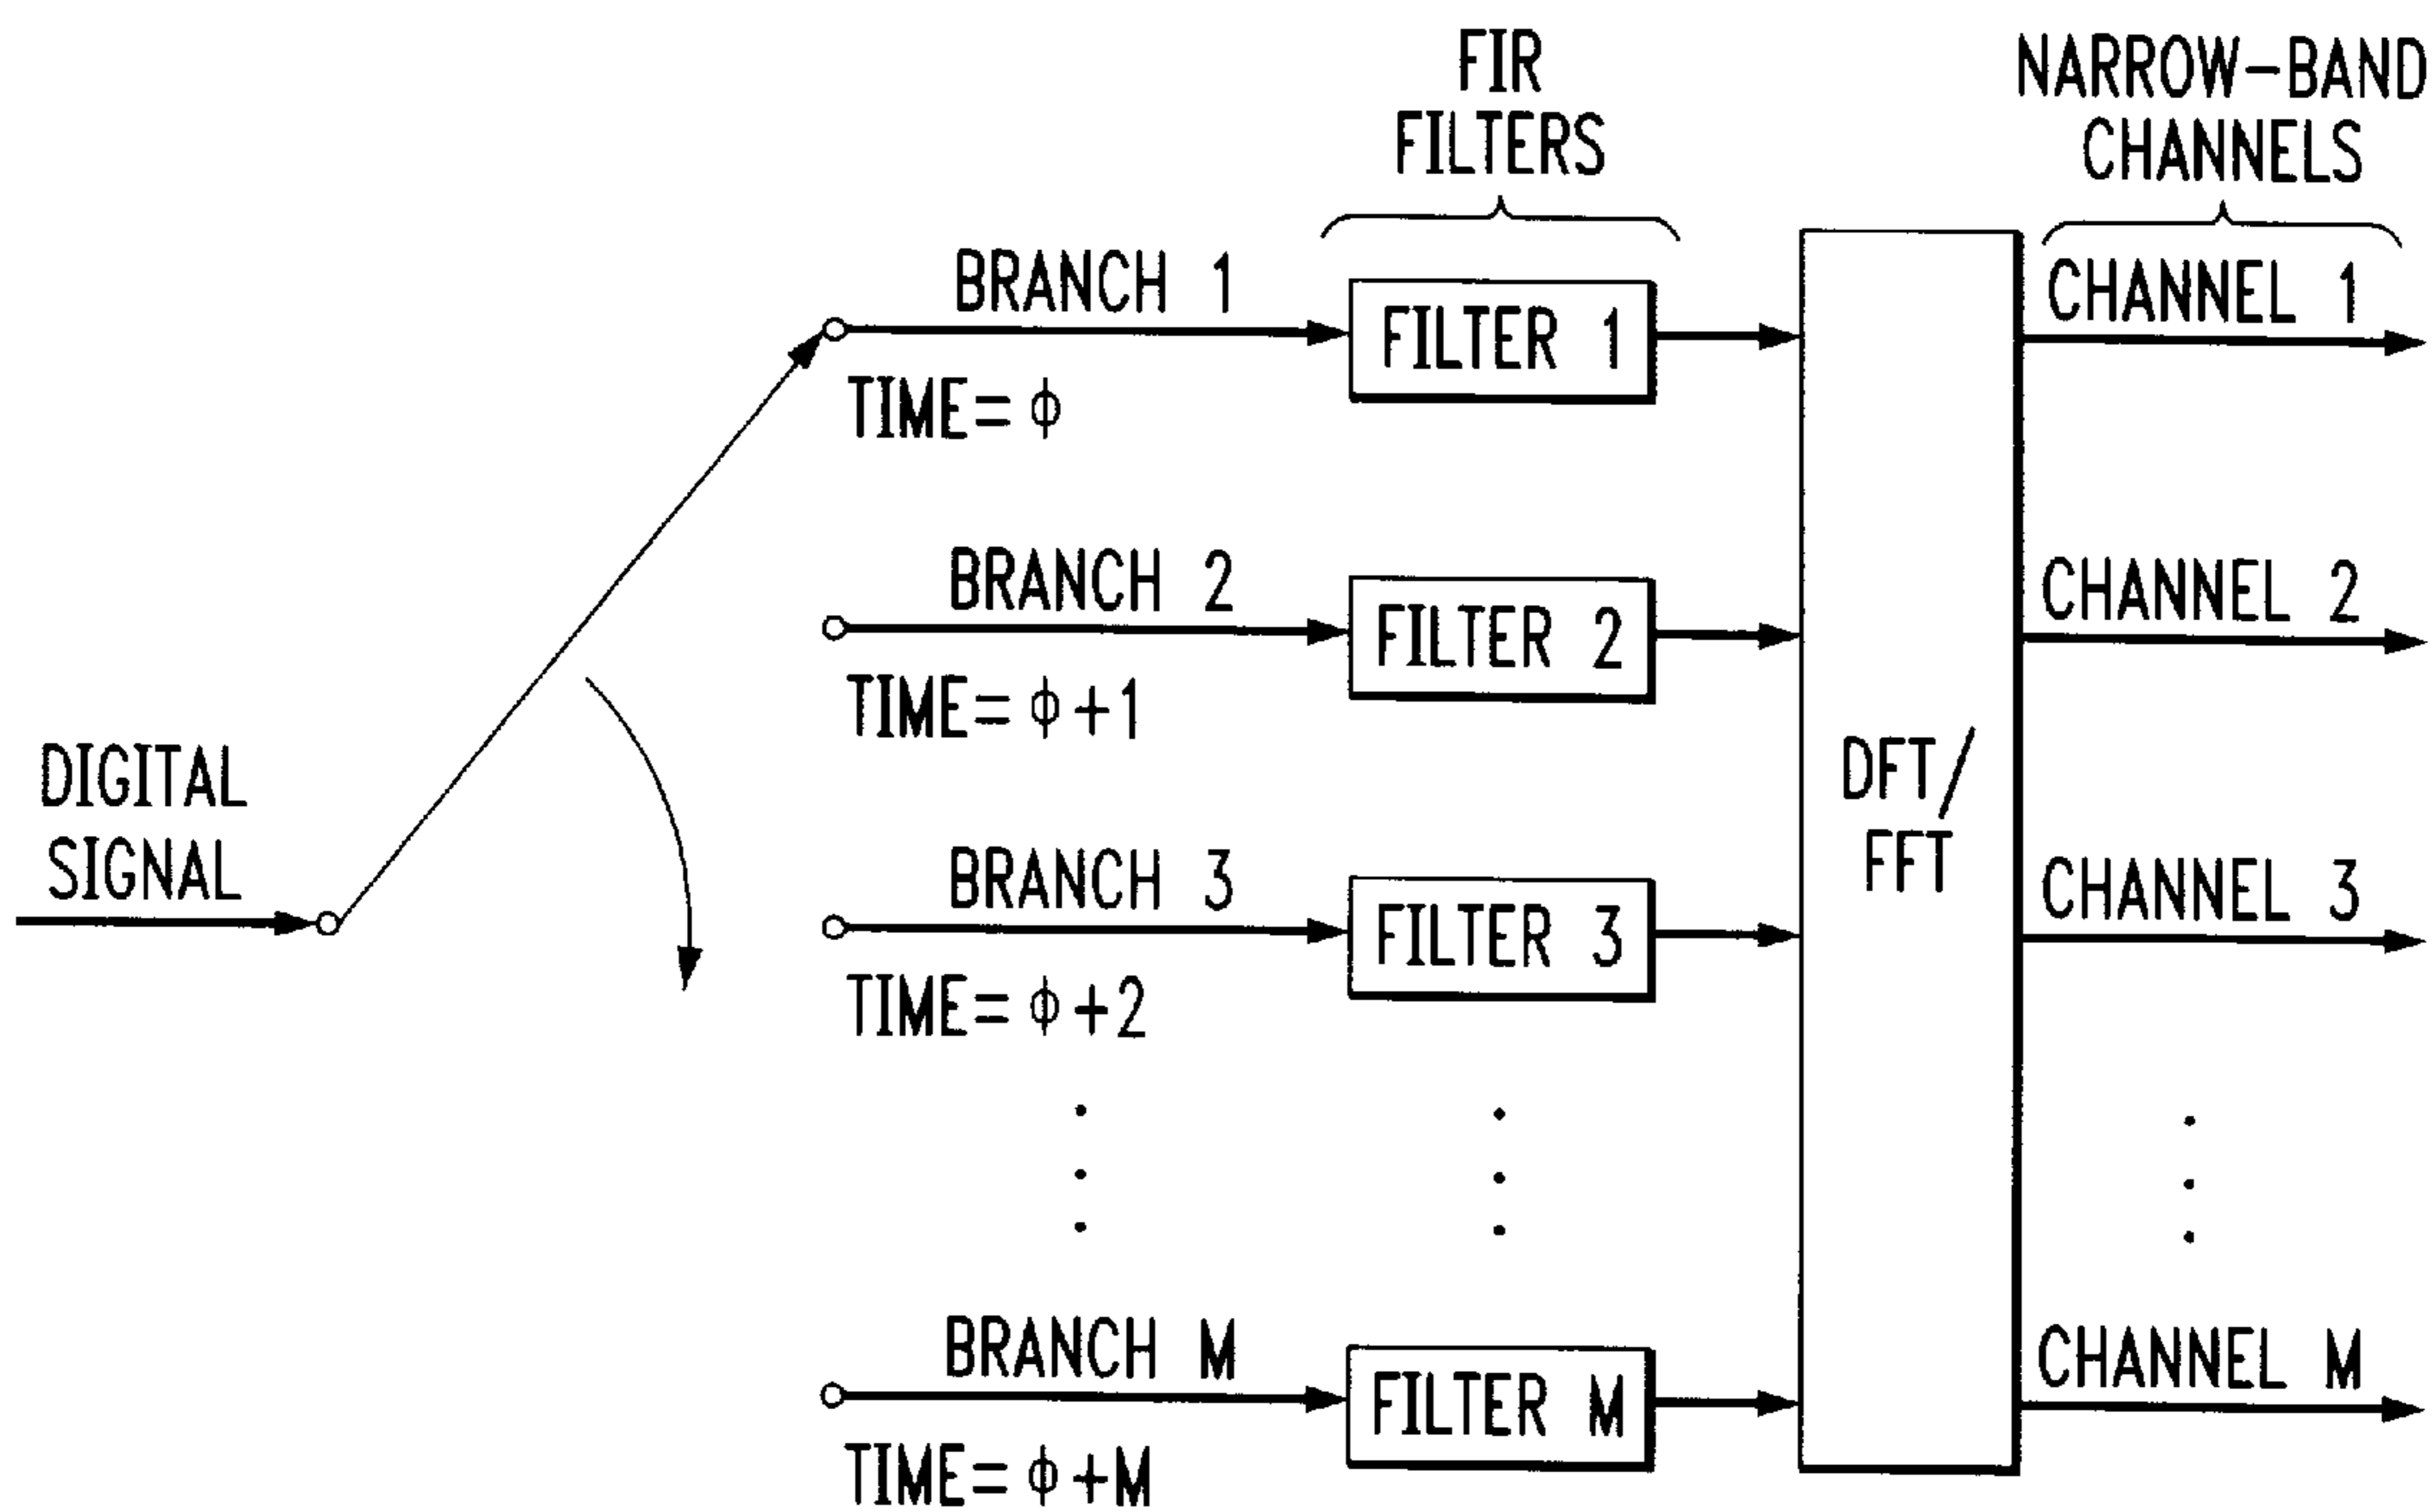 FIR
FILTERS
NARROW-BAND
CHANNELS
BRANCH 1
FILTER 1
CHANNEL 1
TIME= ϕ
BRANCH 2
FILTER 2
CHANNEL 2
TIME= ϕ+1
DIGITAL
SIGNAL
DFT/
FFT
BRANCH 3
FILTER 3
CHANNEL 3
TIME= ϕ+2
BRANCH M
FILTER M
CHANNEL M
TIME= ϕ+M